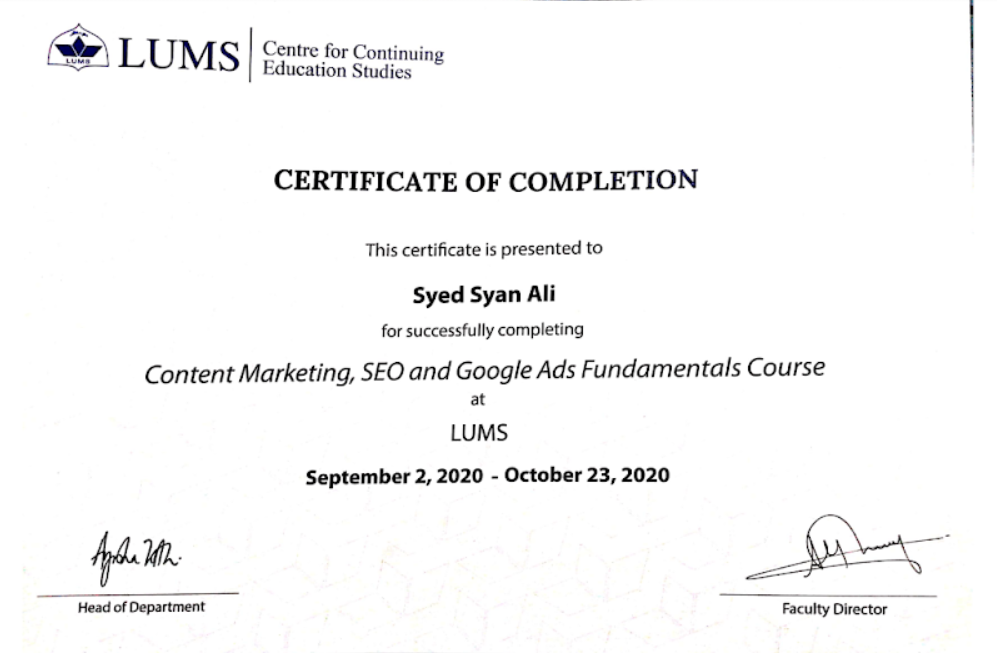 LUMS
LUMS
Centre for Continuing
Education Studies
CERTIFICATE OF COMPLETION
This certificate is presented to
Syed Syan Ali
for successfully completing
Content Marketing, SEO and Google Ads Fundamentals Course
at
LUMS
September 2, 2020 - October 23, 2020
Head of Department
Faculty Director